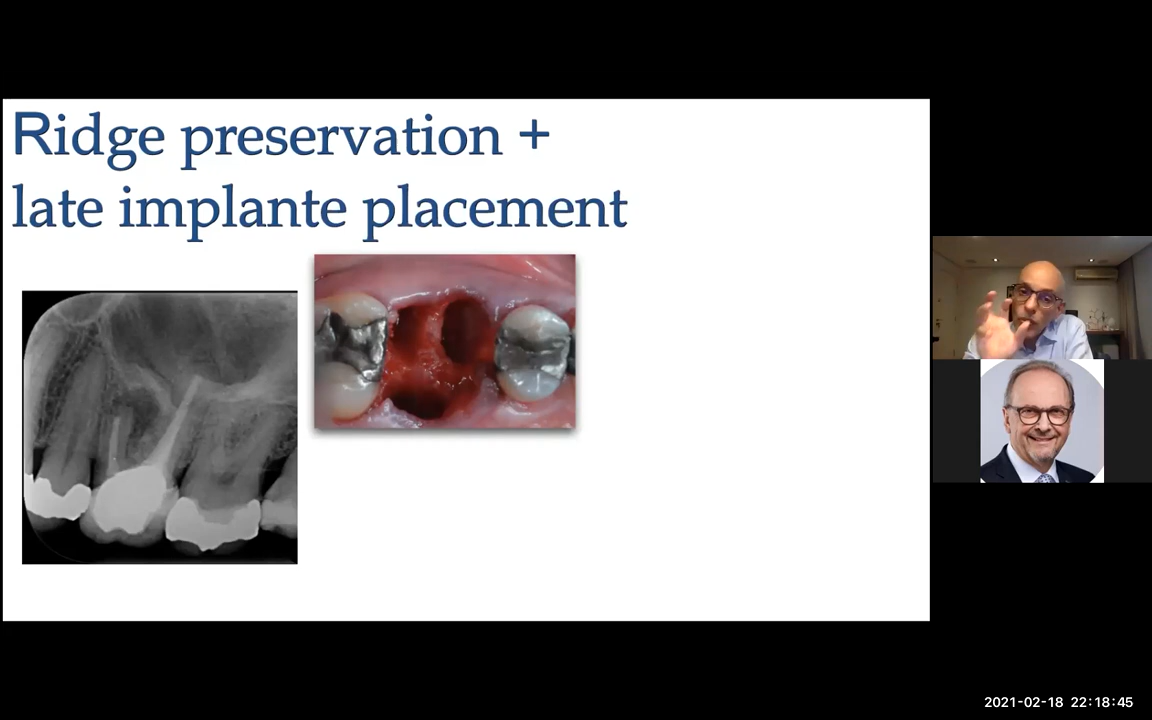 Ridge preservation +
late implante placement
2021-02-18 22:18:45